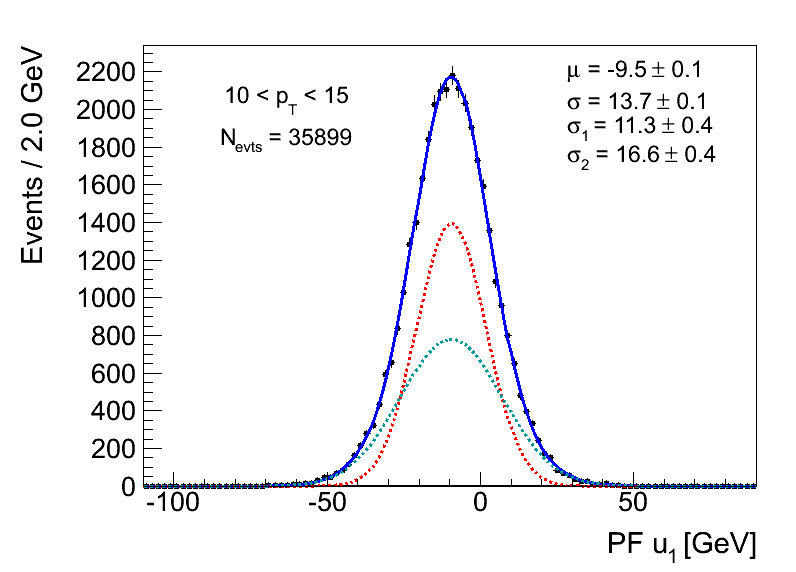 Events / 2.0 GeV
2200
2000
1800
1600
1400
1200
1000
800
600
400
200
0
10 < p_T < 15
N_evts = 35899
μ = -9.5 ± 0.1
σ = 13.7 ± 0.1
σ_1 = 11.3 ± 0.4
σ_2 = 16.6 ± 0.4
-100 -50 0 50
PF u_1 [GeV]